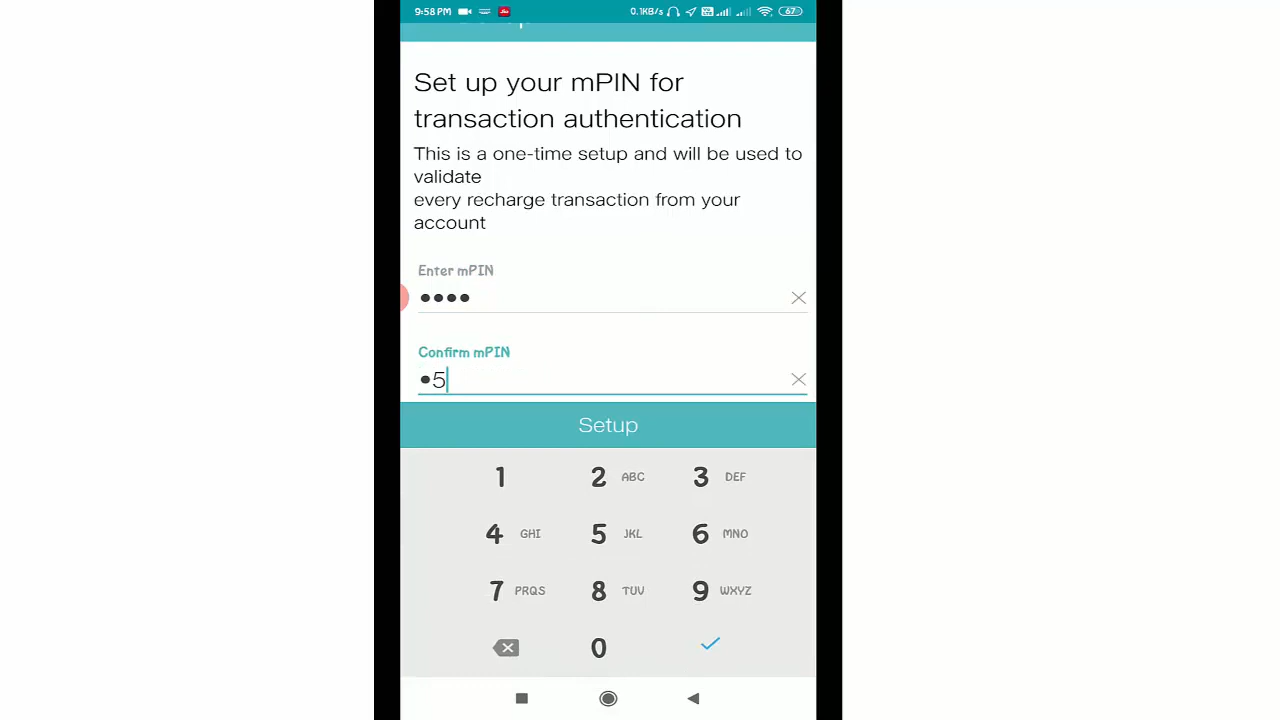 9:58 PM 0.1KB/s 67
Set up your mPIN for
transaction authentication
This is a one-time setup and will be used to
validate
every recharge transaction from your
account
Enter mPIN
••••
Confirm mPIN
•5
Setup
1 2 ABC 3 DEF
4 GHI 5 JKL 6 MNO
7 PRQS 8 TUV 9 WXYZ
0